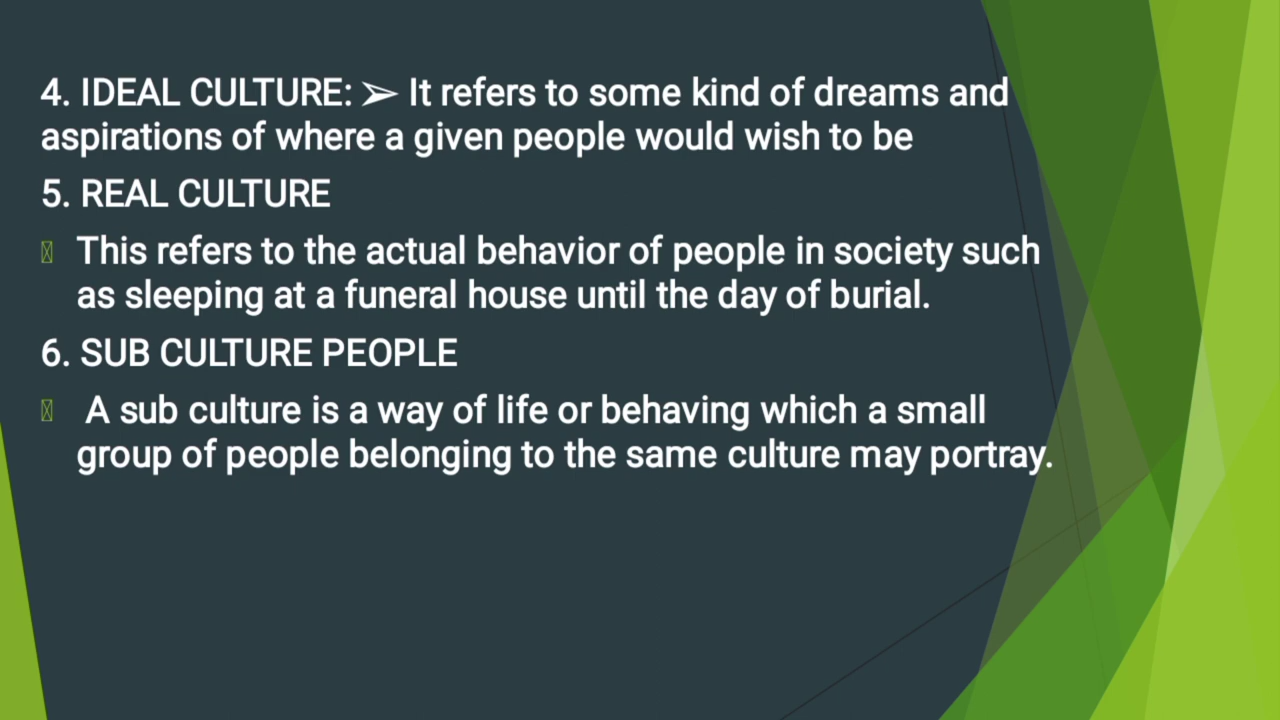 4. IDEAL CULTURE: ➢ It refers to some kind of dreams and
aspirations of where a given people would wish to be
5. REAL CULTURE
This refers to the actual behavior of people in society such
as sleeping at a funeral house until the day of burial.
6. SUB CULTURE PEOPLE
A sub culture is a way of life or behaving which a small
group of people belonging to the same culture may portray.